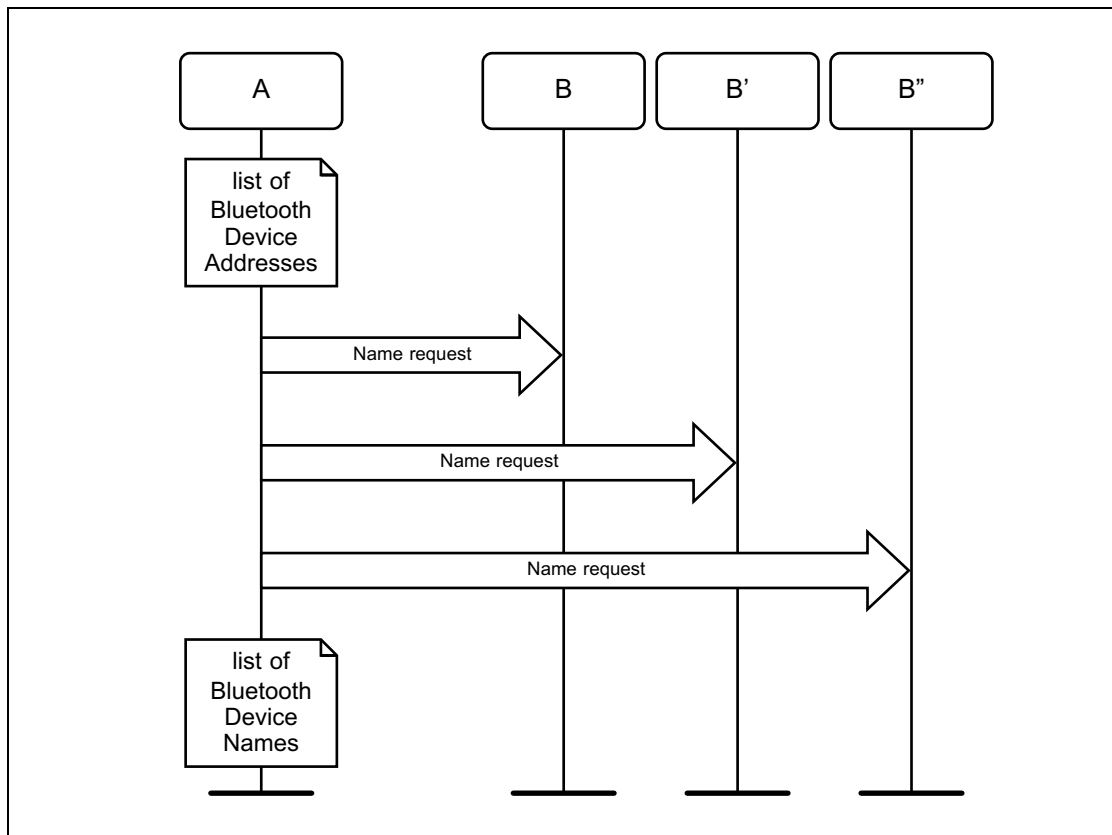 A
B
B’
B”
list of
Bluetooth
Device
Addresses
Name request
Name request
Name request
list of
Bluetooth
Device
Names